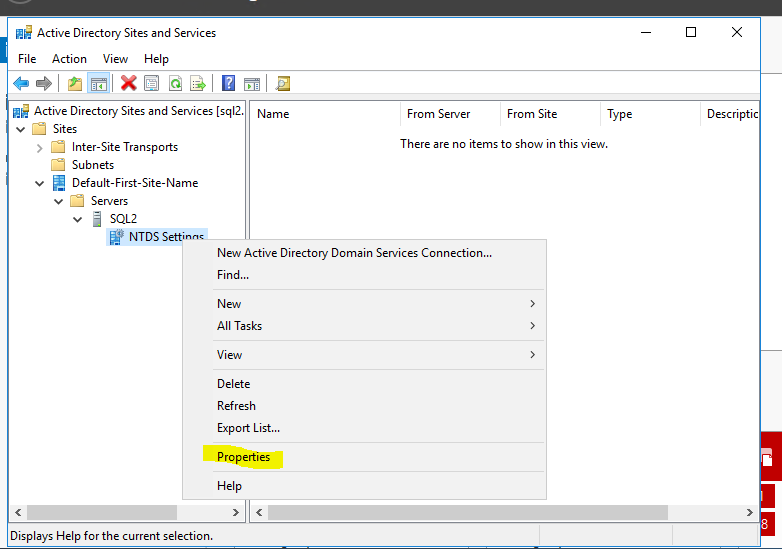 Active Directory Sites and Services
File Action View Help
Active Directory Sites and Services [sql2.
Name From Server From Site Type Descriptic
Sites
There are no items to show in this view.
Inter-Site Transports
Subnets
Default-First-Site-Name
Servers
SQL2
NTDS Settings
New Active Directory Domain Services Connection...
Find...
New
All Tasks
View
Delete
Refresh
Export List...
Properties
Help
Displays Help for the current selection.
8